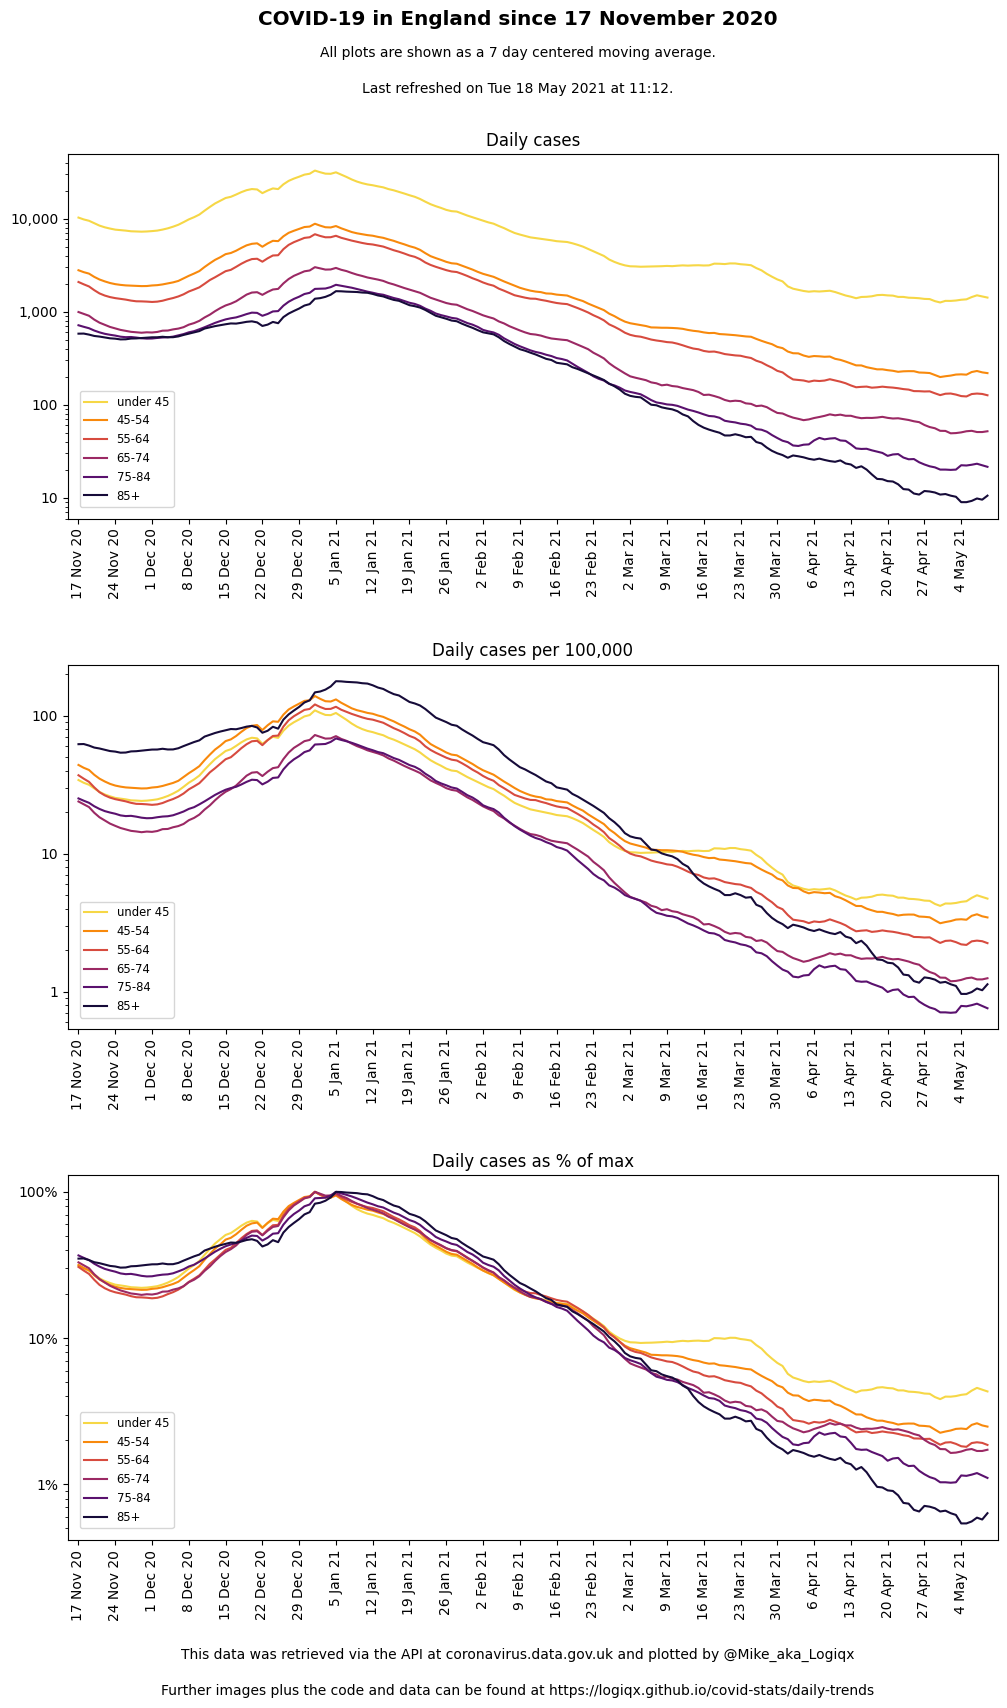 COVID-19 in England since 17 November 2020
All plots are shown as a 7 day centered moving average.
Last refreshed on Tue 18 May 2021 at 11:12.
Daily cases
10,000
1,000
100
10
under 45
45-54
55-64
65-74
75-84
85+
17 Nov 20
24 Nov 20
1 Dec 20
8 Dec 20
15 Dec 20
22 Dec 20
29 Dec 20
5 Jan 21
12 Jan 21
19 Jan 21
26 Jan 21
2 Feb 21
9 Feb 21
16 Feb 21
23 Feb 21
2 Mar 21
9 Mar 21
16 Mar 21
23 Mar 21
30 Mar 21
6 Apr 21
13 Apr 21
20 Apr 21
27 Apr 21
4 May 21
Daily cases per 100,000
100
10
1
under 45
45-54
55-64
65-74
75-84
85+
17 Nov 20
24 Nov 20
1 Dec 20
8 Dec 20
15 Dec 20
22 Dec 20
29 Dec 20
5 Jan 21
12 Jan 21
19 Jan 21
26 Jan 21
2 Feb 21
9 Feb 21
16 Feb 21
23 Feb 21
2 Mar 21
9 Mar 21
16 Mar 21
23 Mar 21
30 Mar 21
6 Apr 21
13 Apr 21
20 Apr 21
27 Apr 21
4 May 21
Daily cases as % of max
100%
10%
1%
under 45
45-54
55-64
65-74
75-84
85+
17 Nov 20
24 Nov 20
1 Dec 20
8 Dec 20
15 Dec 20
22 Dec 20
29 Dec 20
5 Jan 21
12 Jan 21
19 Jan 21
26 Jan 21
2 Feb 21
9 Feb 21
16 Feb 21
23 Feb 21
2 Mar 21
9 Mar 21
16 Mar 21
23 Mar 21
30 Mar 21
6 Apr 21
13 Apr 21
20 Apr 21
27 Apr 21
4 May 21
This data was retrieved via the API at coronavirus.data.gov.uk and plotted by @Mike_aka_Logiqx
Further images plus the code and data can be found at https://logiqx.github.io/covid-stats/daily-trends